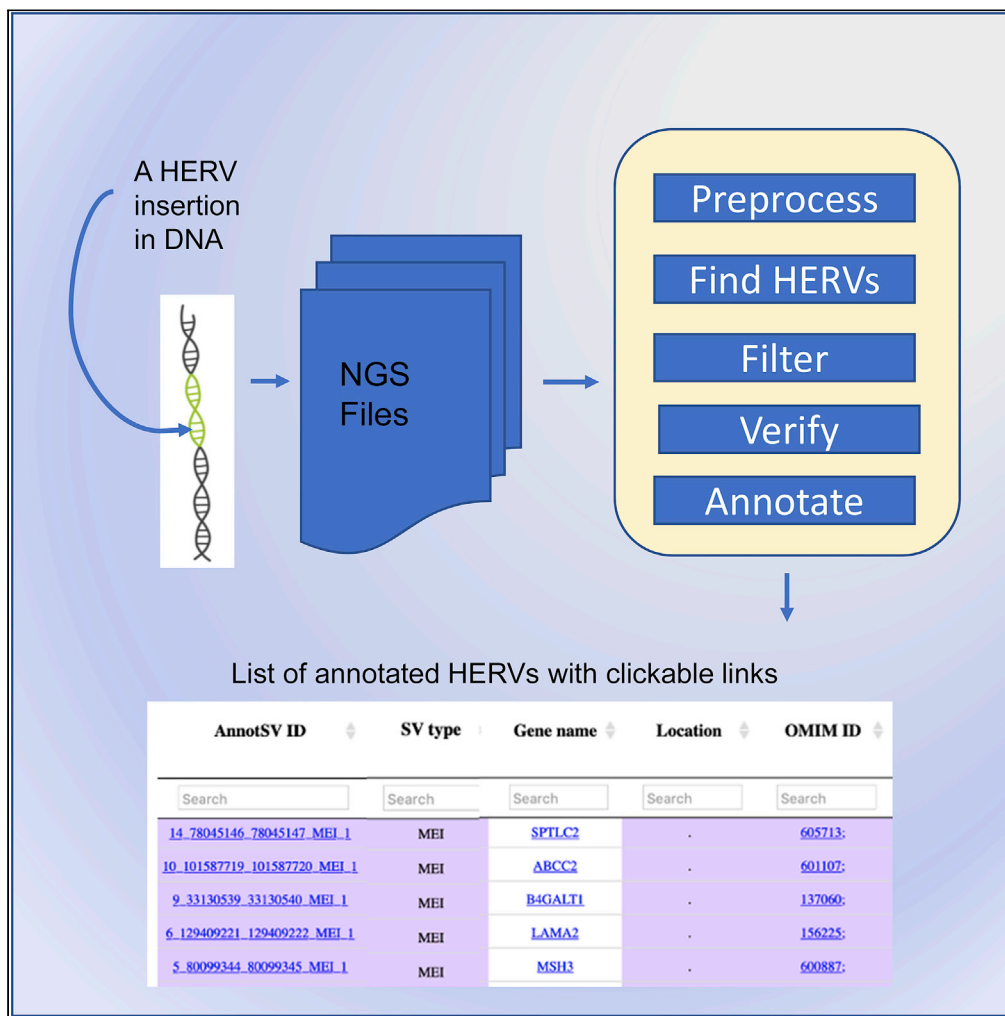 A HERV
insertion
in DNA
NGS
Files
Preprocess
Find HERVs
Filter
Verify
Annotate
List of annotated HERVs with clickable links
AnnotSV ID SV type Gene name Location OMIM ID
Search Search Search Search Search
14_78045146_78045147_MEI_1 MEI SPTLC2 . 605713;
10_101587719_101587720_MEI_1 MEI ABCC2 . 601107;
9_33130539_33130540_MEI_1 MEI B4GALT1 . 137060;
6_129409221_129409222_MEI_1 MEI LAMA2 . 156225;
5_80099344_80099345_MEI_1 MEI MSH3 . 600887;